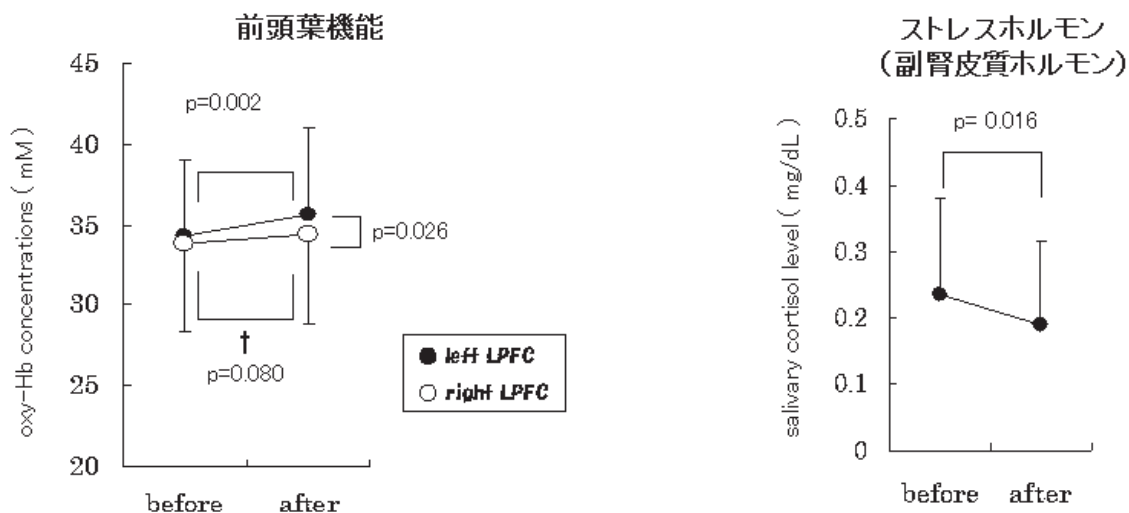 前頭葉機能
45
40
35
30
25
20
oxy-Hb concentrations ( mM )
p=0.002
p=0.026
†
p=0.080
left LPFC
right LPFC
before after
ストレスホルモン
(副腎皮質ホルモン)
0.5
0.4
0.3
0.2
0.1
0
salivary cortisol level ( mg/dL )
p= 0.016
before after